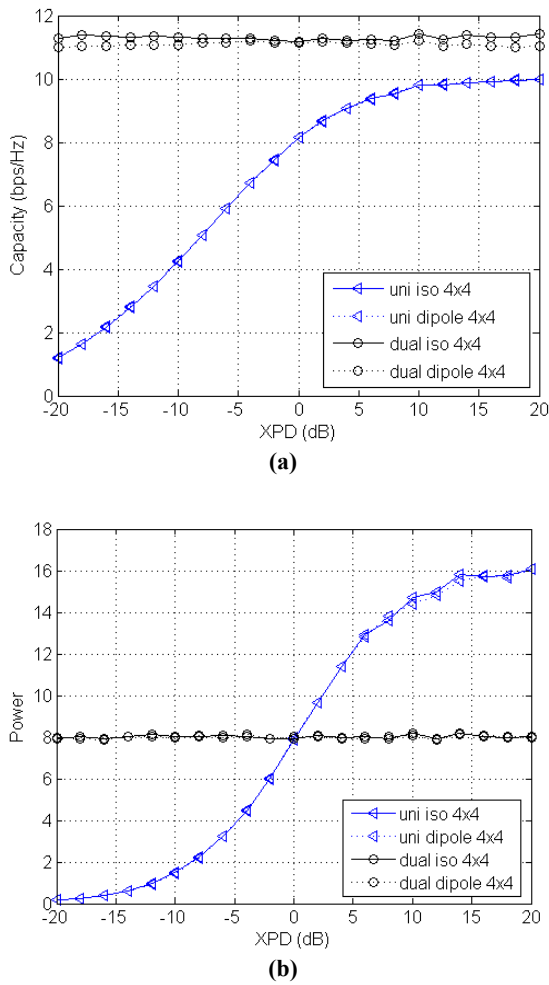 12
10
8
6
4
2
0
Capacity (bps/Hz)
uni iso 4x4
uni dipole 4x4
dual iso 4x4
dual dipole 4x4
-20 -15 -10 -5 0 5 10 15 20
XPD (dB)
(a)
18
16
14
12
10
8
6
4
2
0
Power
uni iso 4x4
uni dipole 4x4
dual iso 4x4
dual dipole 4x4
-20 -15 -10 -5 0 5 10 15 20
XPD (dB)
(b)